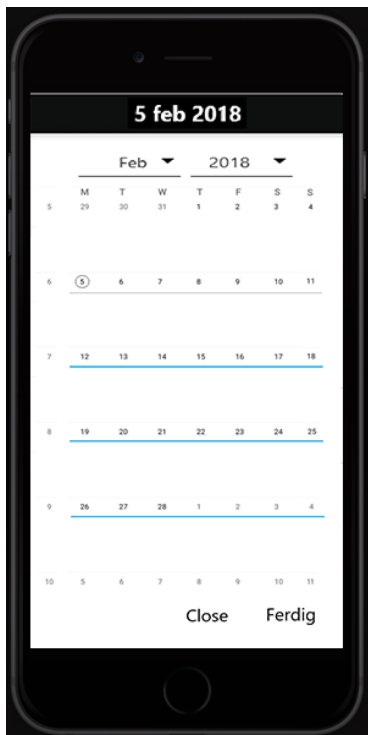 5 feb 2018
Feb 2018
M T W T F S S
5 29 30 31 1 2 3 4
6 5 6 7 8 9 10 11
7 12 13 14 15 16 17 18
8 19 20 21 22 23 24 25
9 26 27 28 1 2 3 4
10 5 6 7 8 9 10 11
Close Ferdig